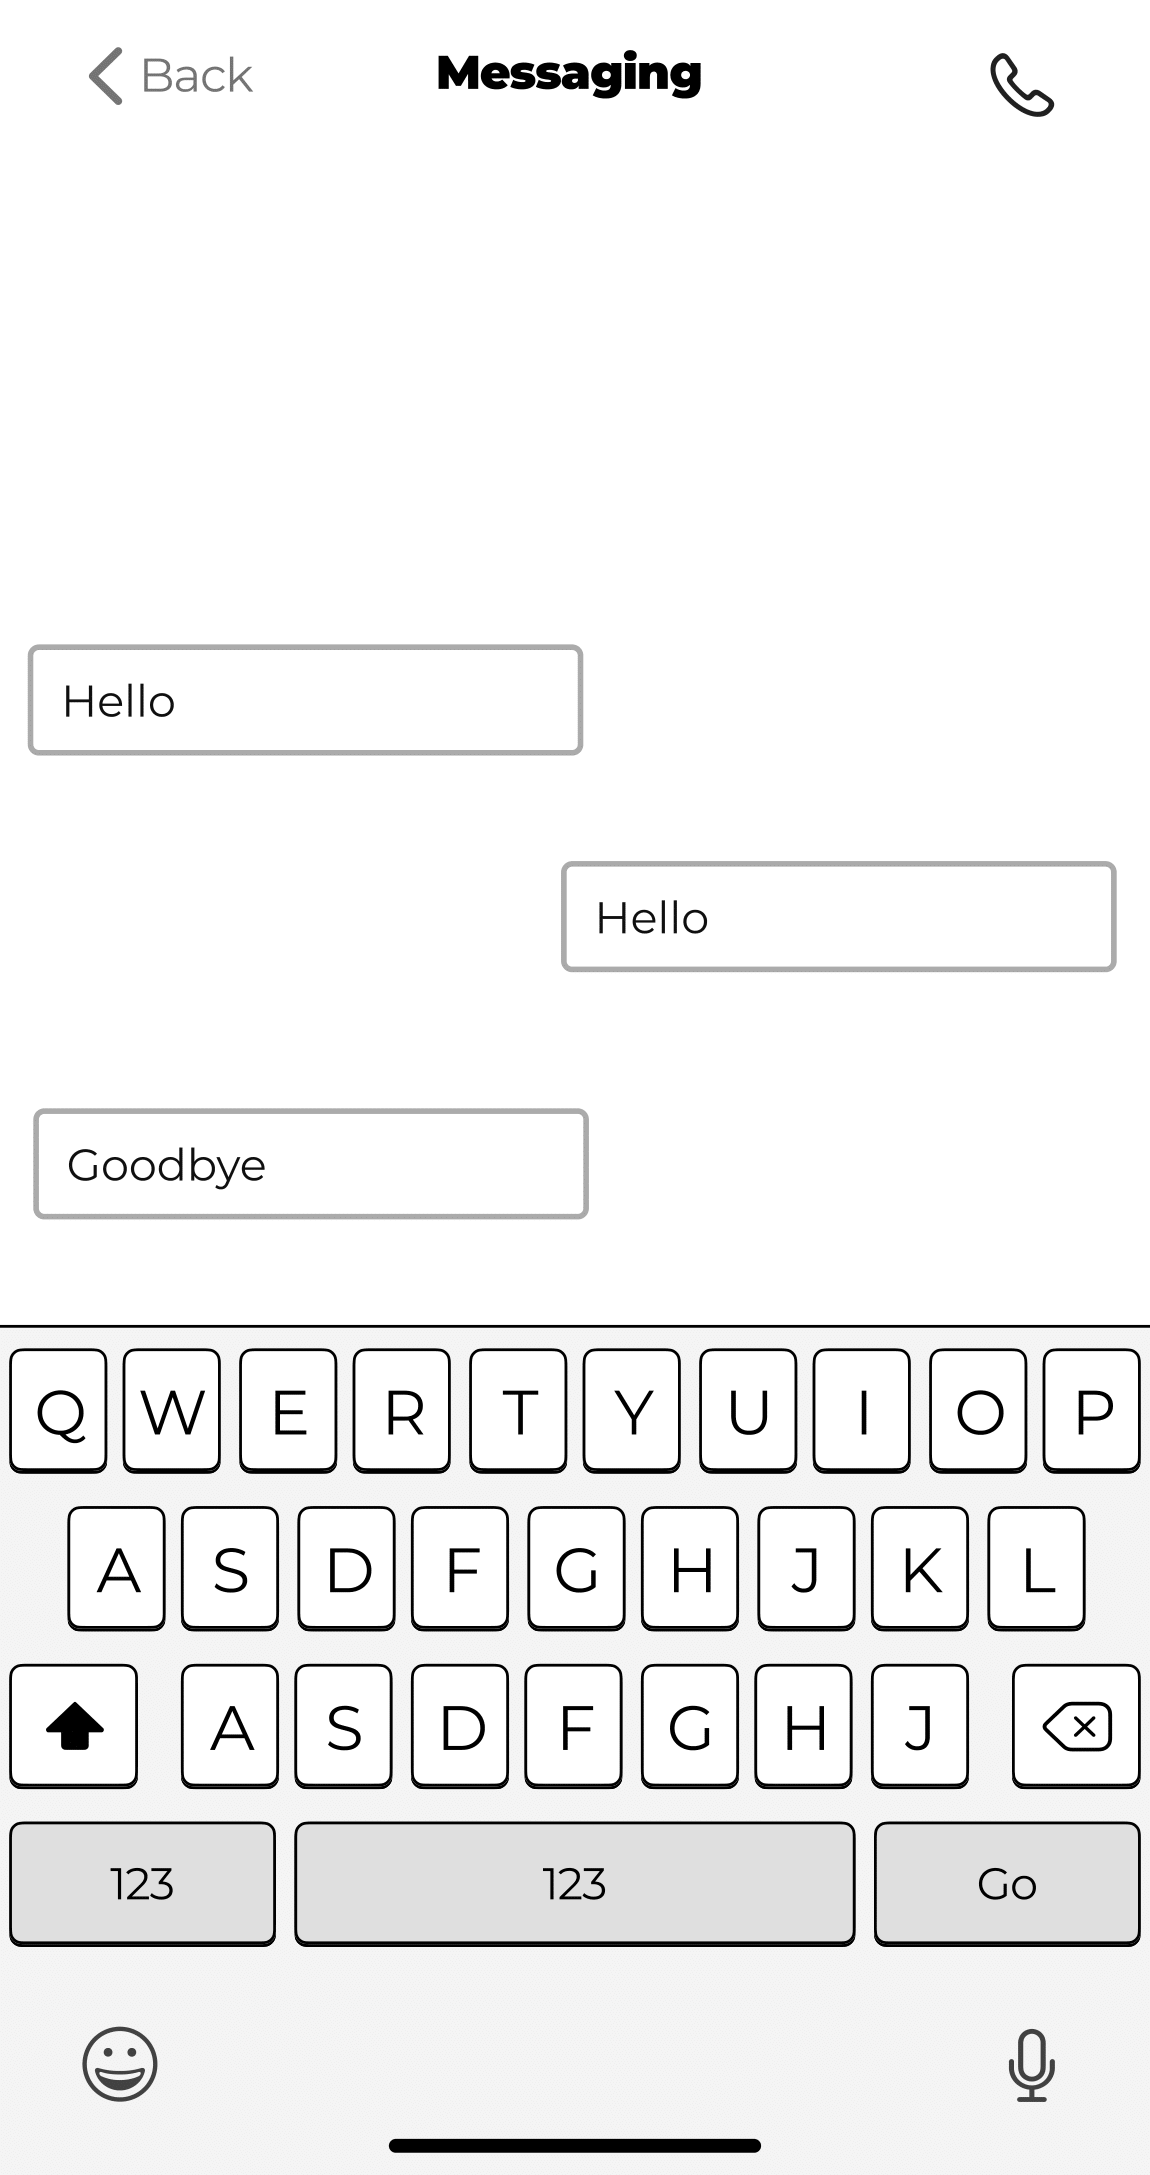 Back Messaging
Hello
Hello
Goodbye
Q W E R T Y U I O P
A S D F G H J K L
A S D F G H J
123 123 Go